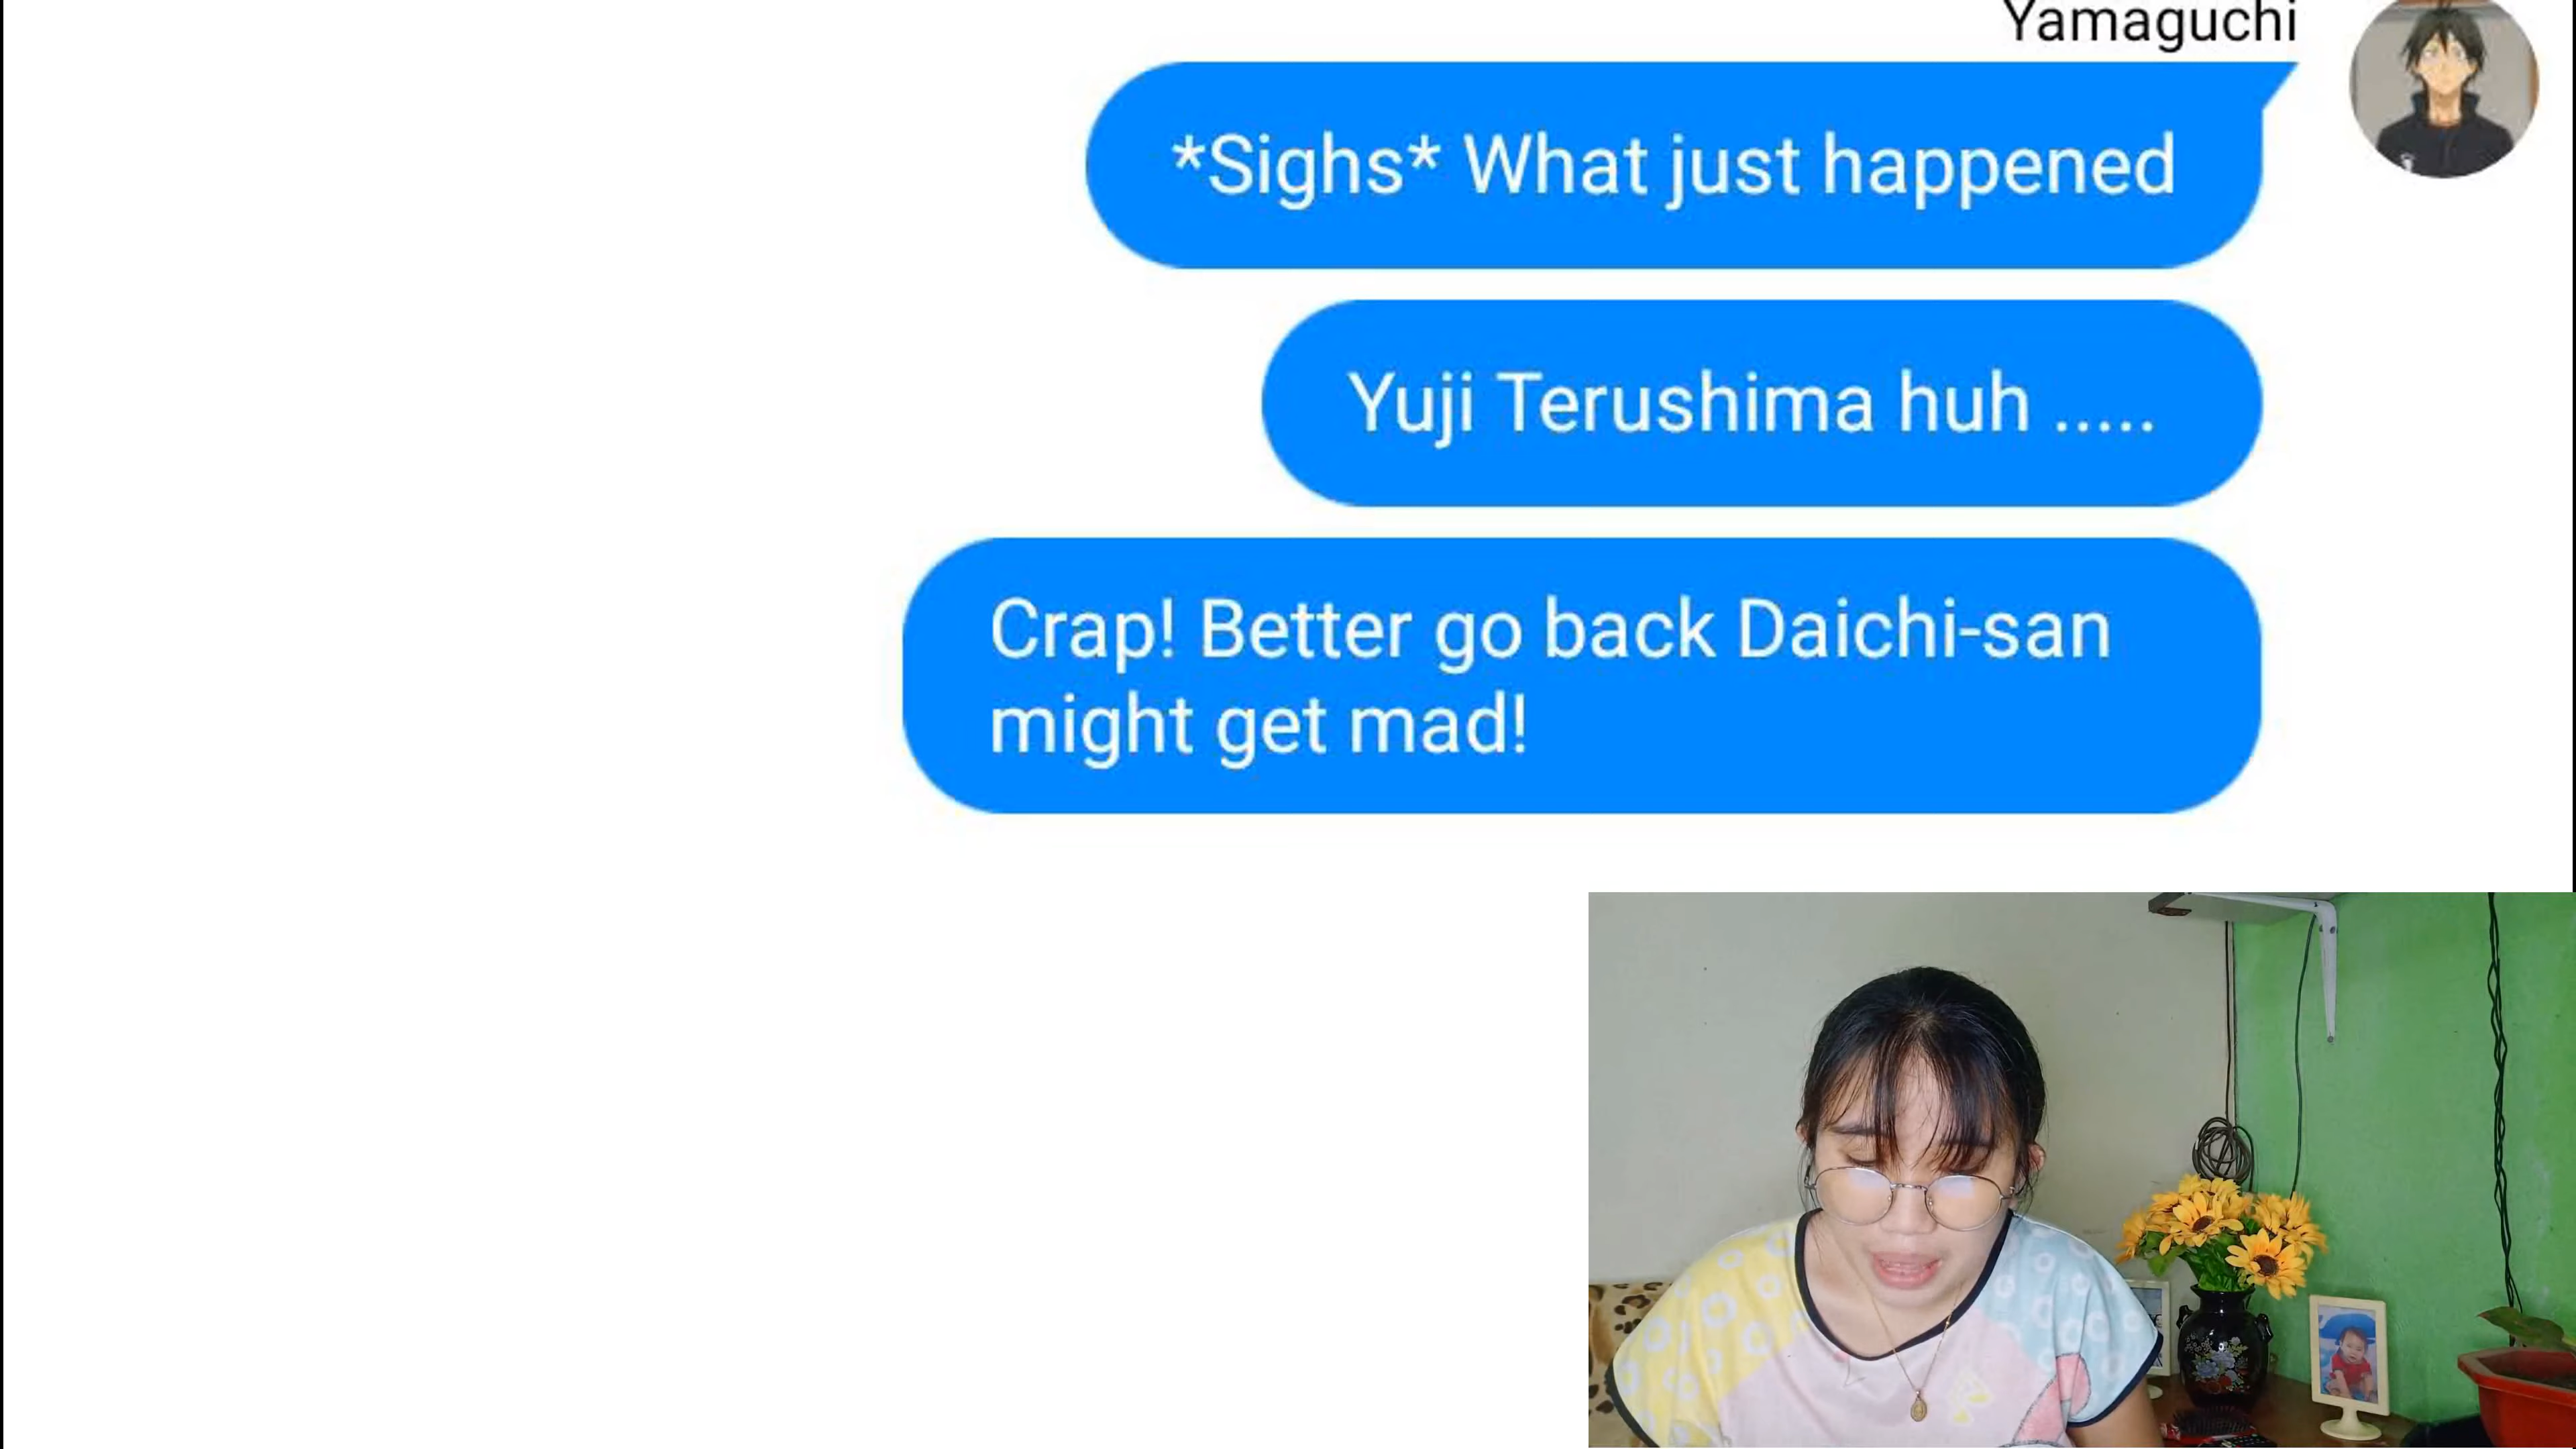 Yamaguchi
*Sighs* What just happened
Yuji Terushima huh .....
Crap! Better go back Daichi-san
might get mad!